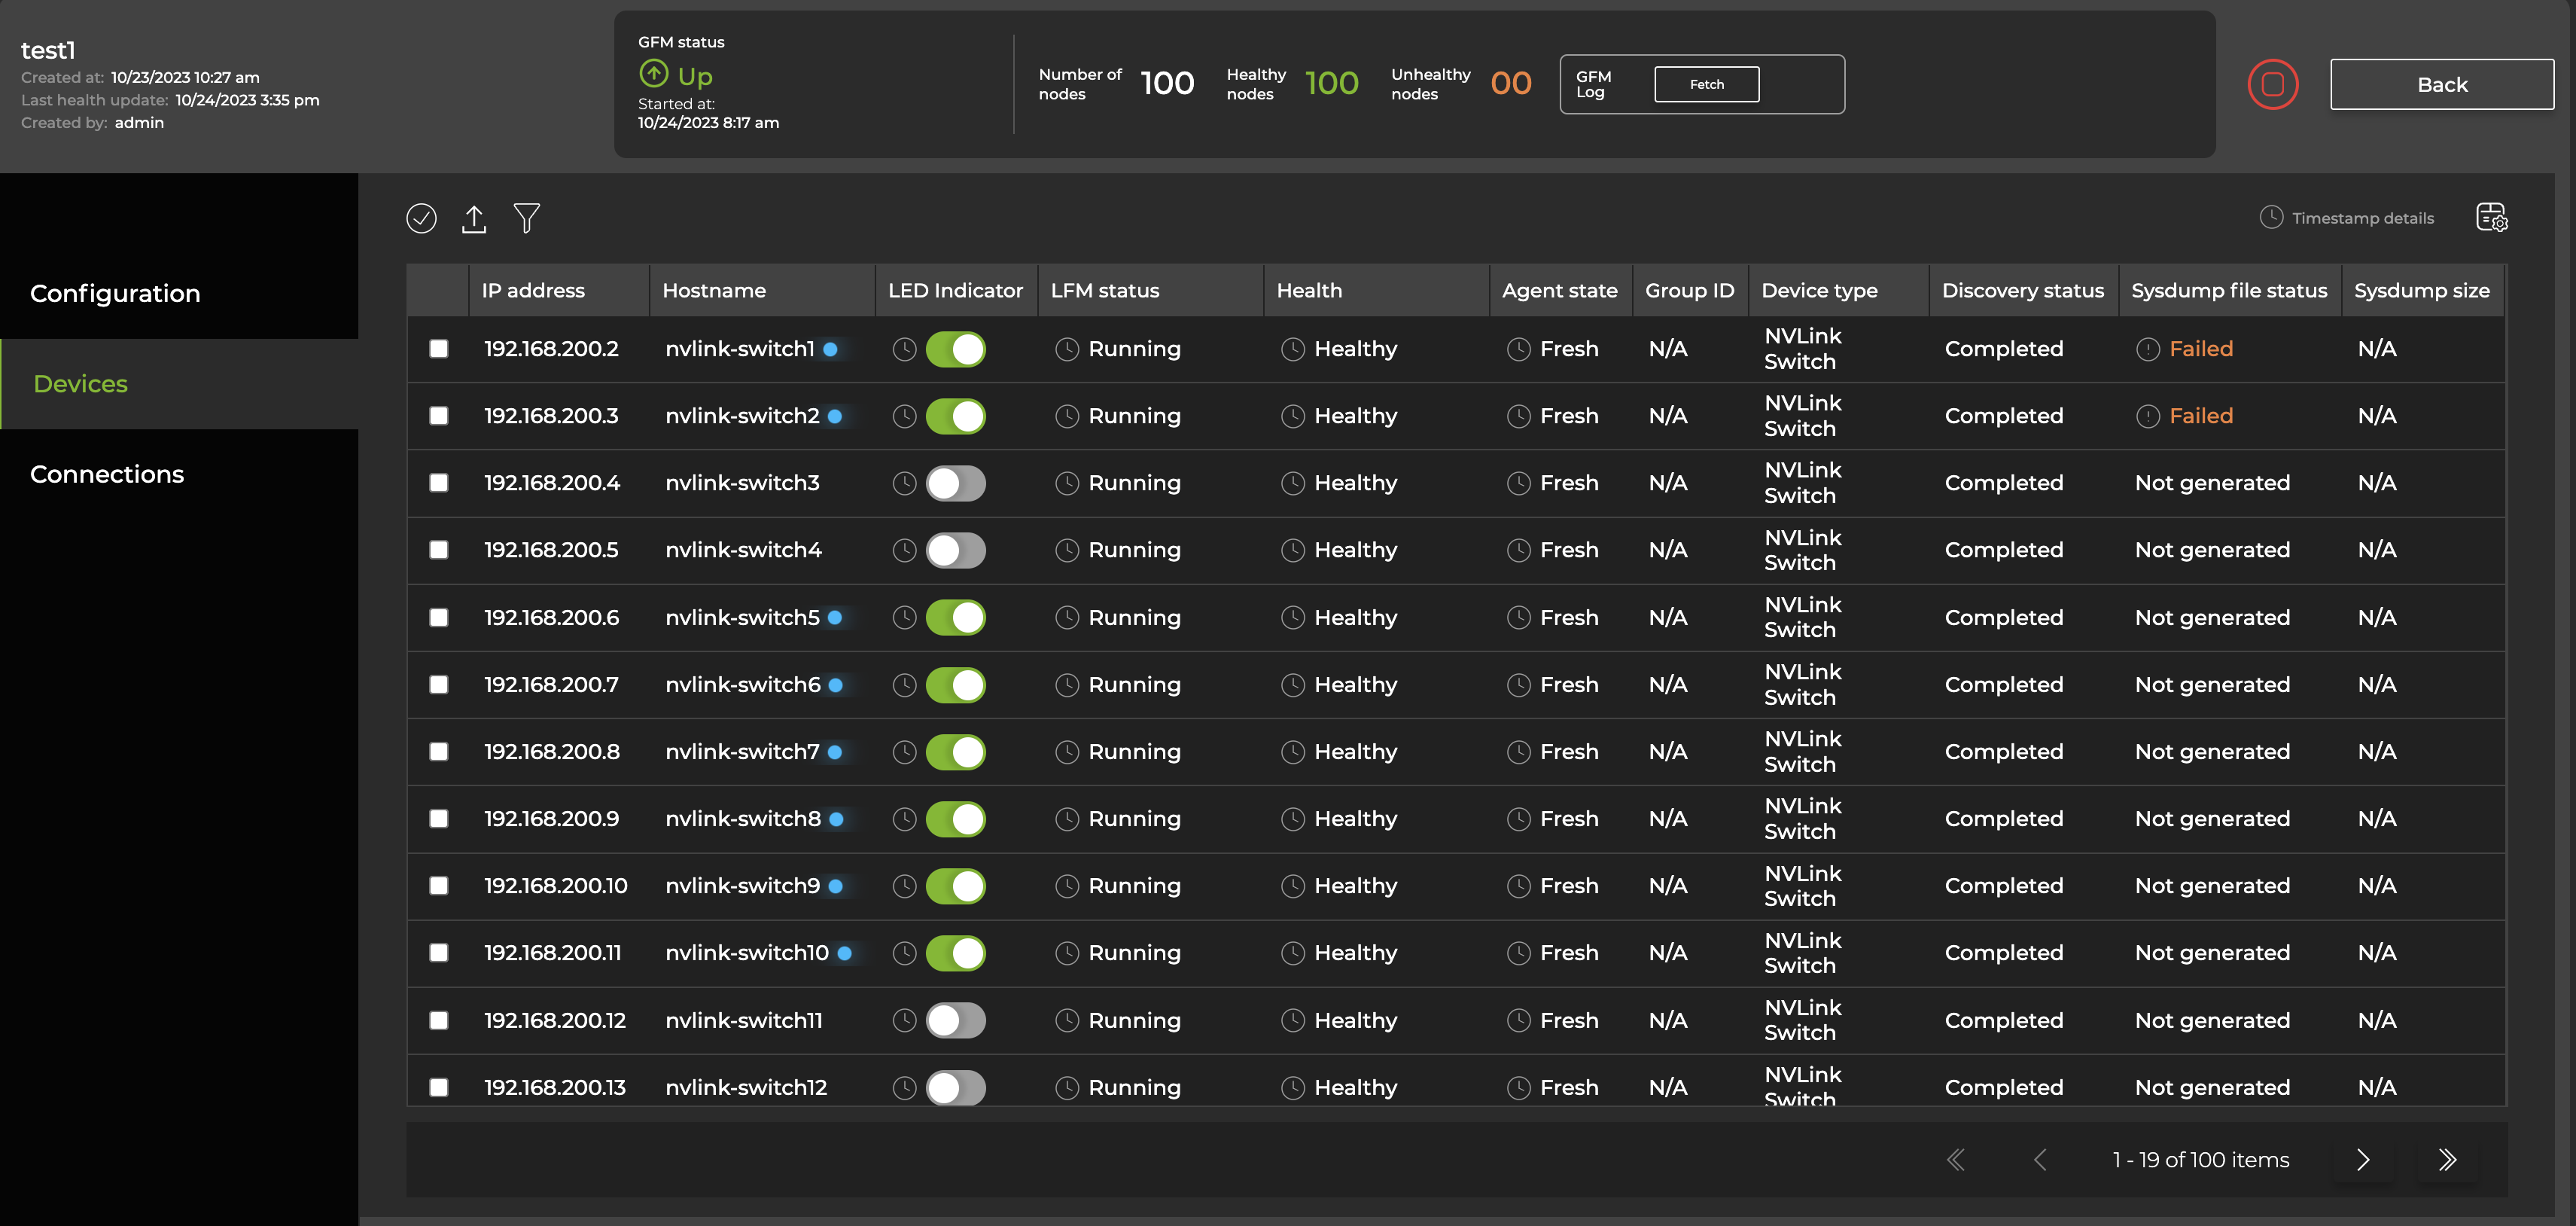 test1
Created at: 10/23/2023 10:27 am
Last health update: 10/24/2023 3:35 pm
Created by: admin
GFM status
Up
Started at:
10/24/2023 8:17 am
Number of
nodes
100
Healthy
nodes
100
Unhealthy
nodes
00
GFM
Log
Fetch
Back
Configuration
Devices
Connections
Timestamp details
IP address Hostname LED Indicator LFM status Health Agent state Group ID Device type Discovery status Sysdump file status Sysdump size
192.168.200.2 nvlink-switch1 Running Healthy Fresh N/A NVLink Switch Completed Failed N/A
192.168.200.3 nvlink-switch2 Running Healthy Fresh N/A NVLink Switch Completed Failed N/A
192.168.200.4 nvlink-switch3 Running Healthy Fresh N/A NVLink Switch Completed Not generated N/A
192.168.200.5 nvlink-switch4 Running Healthy Fresh N/A NVLink Switch Completed Not generated N/A
192.168.200.6 nvlink-switch5 Running Healthy Fresh N/A NVLink Switch Completed Not generated N/A
192.168.200.7 nvlink-switch6 Running Healthy Fresh N/A NVLink Switch Completed Not generated N/A
192.168.200.8 nvlink-switch7 Running Healthy Fresh N/A NVLink Switch Completed Not generated N/A
192.168.200.9 nvlink-switch8 Running Healthy Fresh N/A NVLink Switch Completed Not generated N/A
192.168.200.10 nvlink-switch9 Running Healthy Fresh N/A NVLink Switch Completed Not generated N/A
192.168.200.11 nvlink-switch10 Running Healthy Fresh N/A NVLink Switch Completed Not generated N/A
192.168.200.12 nvlink-switch11 Running Healthy Fresh N/A NVLink Switch Completed Not generated N/A
192.168.200.13 nvlink-switch12 Running Healthy Fresh N/A NVLink Switch Completed Not generated N/A
1 - 19 of 100 items